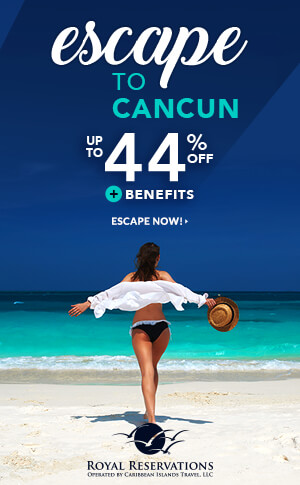 escape
TO
CANCUN
UP TO 44% OFF
+ BENEFITS
ESCAPE NOW!
ROYAL RESERVATIONS
OPERATED BY CARIBBEAN ISLANDS TRAVEL, LLC